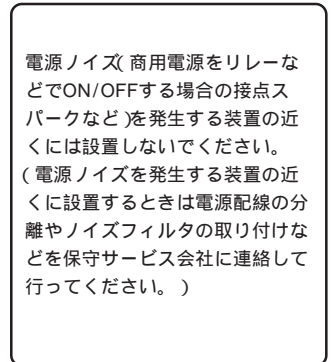 電源ノイズ(商用電源をリレーな
どでON/OFFする場合の接点ス
パークなど)を発生する装置の近
くには設置しないでください。
(電源ノイズを発生する装置の近
くに設置するときは電源配線の分
離やノイズフィルタの取り付けな
どを保守サービス会社に連絡して
行ってください。)